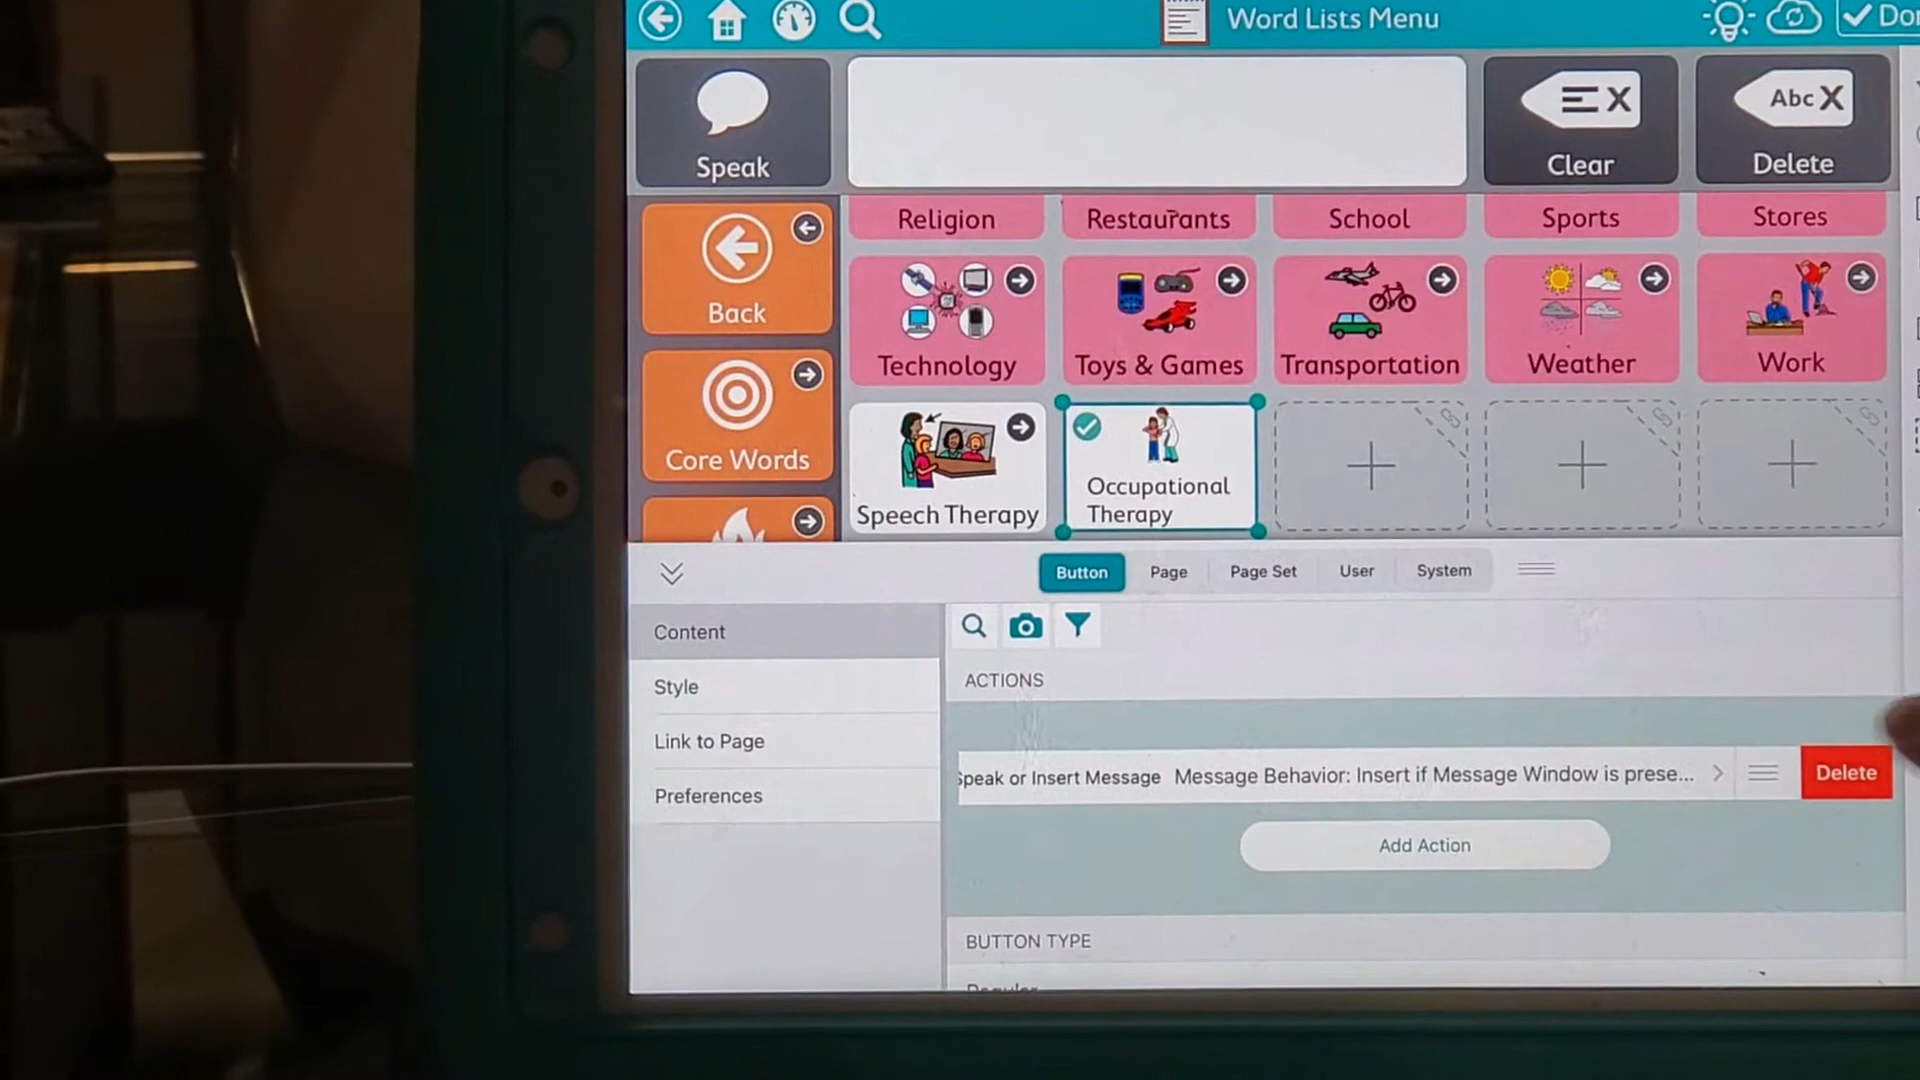 Word Lists Menu
Speak
Abc X
Clear
Delete
Religion
Restaurants
School
Sports
Stores
Back
Technology
Toys & Games
Transportation
Weather
Work
Core Words
Speech Therapy
Occupational
Therapy
Button
Page
Page Set
User
System
Content
Style
Link to Page
Preferences
ACTIONS
Speak or Insert Message Message Behavior: Insert if Message Window is prese...
Delete
Add Action
BUTTON TYPE